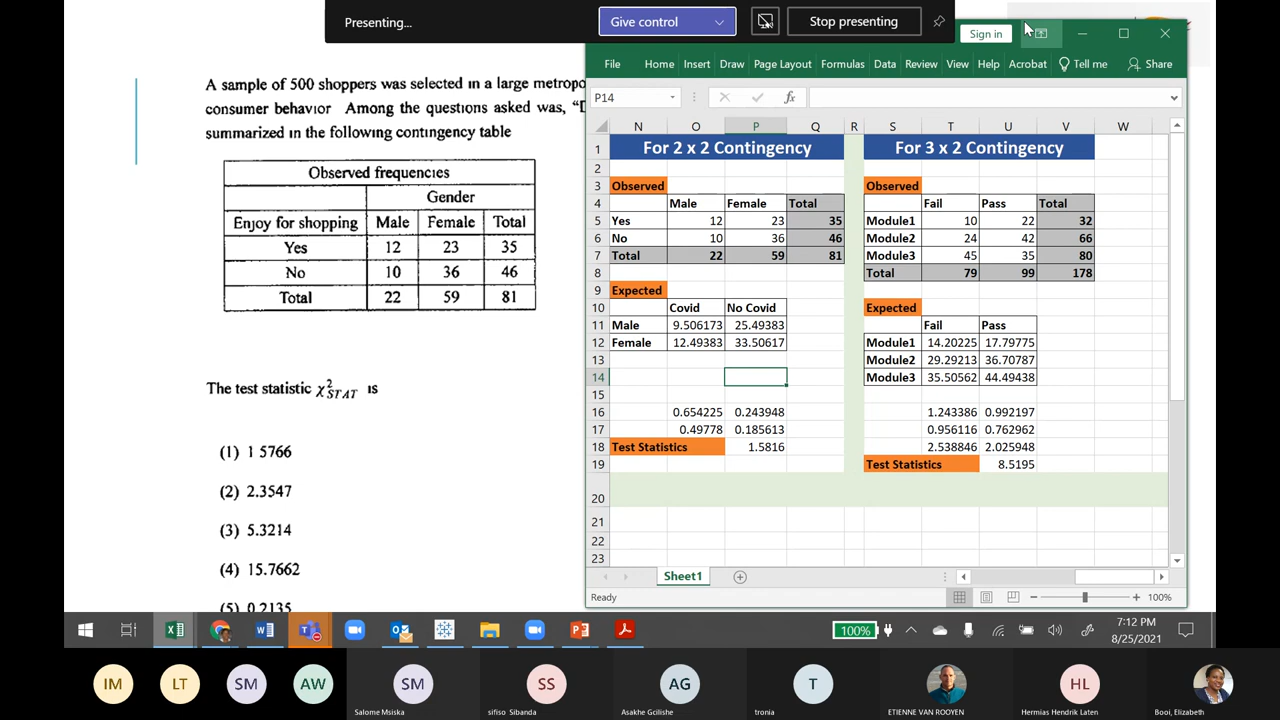 Presenting...
Give control
Stop presenting
Sign in
File Home Insert Draw Page Layout Formulas Data Review View Help Acrobat Tell me Share
P14
fx
A sample of 500 shoppers was selected in a large metropo
consumer behavior Among the questions asked was, “D
summarized in the following contingency table
Observed frequencies
Gender
Enjoy for shopping Male Female Total
Yes 12 23 35
No 10 36 46
Total 22 59 81
The test statistic χ²STAT is
(1) 1 5766
(2) 2.3547
(3) 5.3214
(4) 15.7662
(5) 0.2135
N O P Q R S T U V W
1 For 2 x 2 Contingency For 3 x 2 Contingency
2
3 Observed Observed
4 Male Female Total Fail Pass Total
5 Yes 12 23 35 Module1 10 22 32
6 No 10 36 46 Module2 24 42 66
7 Total 22 59 81 Module3 45 35 80
8 Total 79 99 178
9 Expected
10 Covid No Covid Expected
11 Male 9.506173 25.49383 Fail Pass
12 Female 12.49383 33.50617 Module1 14.20225 17.79775
13 Module2 29.29213 36.70787
14 Module3 35.50562 44.49438
15
16 0.654225 0.243948 1.243386 0.992197
17 0.49778 0.185613 0.956116 0.762962
18 Test Statistics 1.5816 2.538846 2.025948
19 Test Statistics 8.5195
20
21
22
23
Sheet1
Ready
100%
100%
7:12 PM
8/25/2021
IM LT SM AW SM SS AG T HL
Salome Msiska sifiso Sibanda Asakhe Gcilishe tronia ETIENNE VAN ROOYEN Hermias Hendrik Laten Booi, Elizabeth